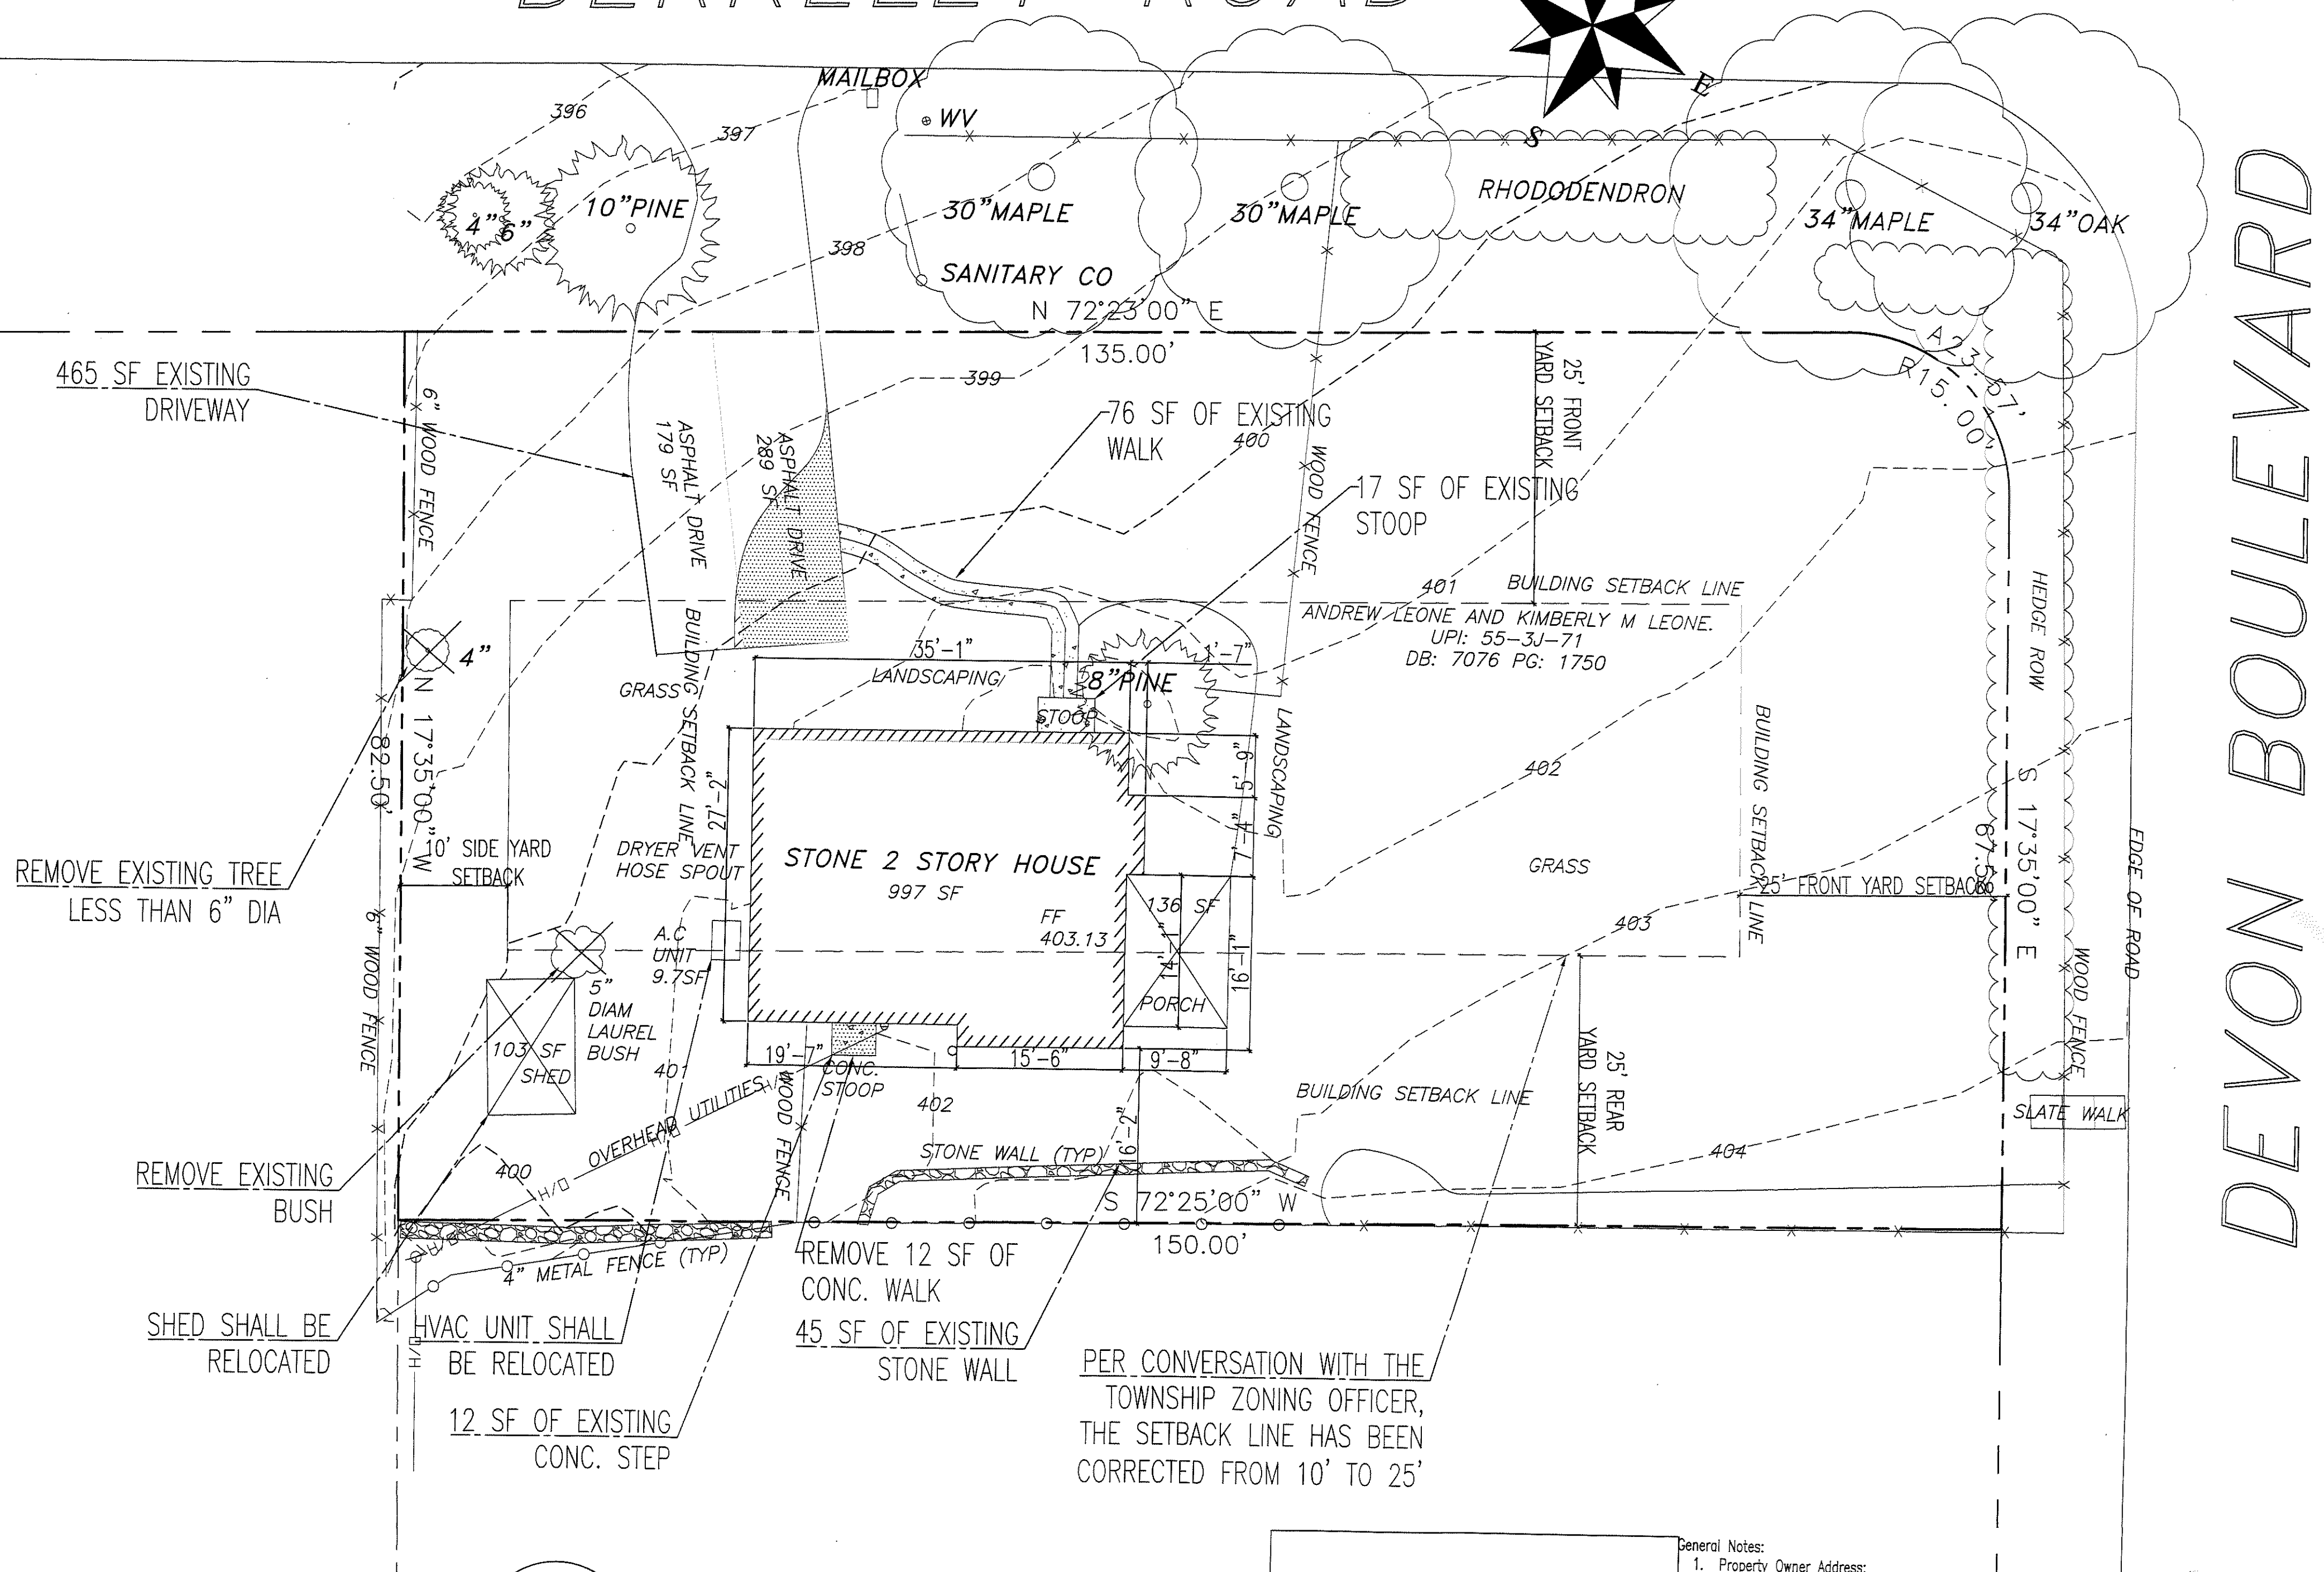 BERKELEY ROAD
MAILBOX
WV
396
397
10"PINE
4"
6"
30"MAPLE
30"MAPLE
RHODODENDRON
34"MAPLE
34"OAK
E
S
398
SANITARY CO
N 72°23'00" E
135.00'
A23.57'
R15.00'
465 SF EXISTING
DRIVEWAY
6" WOOD FENCE
ASPHALT DRIVE
179 SF
ASPHALT DRIVE
289 SF
399
76 SF OF EXISTING
WALK
400
WOOD FENCE
25' FRONT
YARD SETBACK
17 SF OF EXISTING
STOOP
401
BUILDING SETBACK LINE
ANDREW LEONE AND KIMBERLY M LEONE.
UPI: 55-3J-71
DB: 7076 PG: 1750
HEDGE ROW
DEVON BOULEVARD
4"
N 17°35'00" W
82.50'
GRASS
BUILDING SETBACK LINE
35'-1"
LANDSCAPING
1'-7"
8"PINE
STOOP
LANDSCAPING
5' 9"
7'-4"
27'-2"
402
BUILDING SETBACK LINE
S 17°35'00" E
67.56
EDGE OF ROAD
REMOVE EXISTING TREE
LESS THAN 6" DIA
10' SIDE YARD
SETBACK
DRYER VENT
HOSE SPOUT
STONE 2 STORY HOUSE
997 SF
FF
403.13
136 SF
14'-1"
16'-1"
PORCH
GRASS
25' FRONT YARD SETBACK
403
6" WOOD FENCE
A.C
UNIT
9.7SF
5"
DIAM
LAUREL
BUSH
103 SF
SHED
401
19'-7"
CONC.
STOOP
15'-6"
9'-8"
402
WOOD FENCE
OVERHEAD UTILITIES
H/O
BUILDING SETBACK LINE
25' REAR
YARD SETBACK
WOOD FENCE
SLATE WALK
404
REMOVE EXISTING
BUSH
400
STONE WALL (TYP)
16'-2"
S 72°25'00" W
150.00'
4" METAL FENCE (TYP)
REMOVE 12 SF OF
CONC. WALK
SHED SHALL BE
RELOCATED
HVAC UNIT SHALL
BE RELOCATED
45 SF OF EXISTING
STONE WALL
12 SF OF EXISTING
CONC. STEP
PER CONVERSATION WITH THE
TOWNSHIP ZONING OFFICER,
THE SETBACK LINE HAS BEEN
CORRECTED FROM 10' TO 25'
General Notes:
1. Property Owner Address: